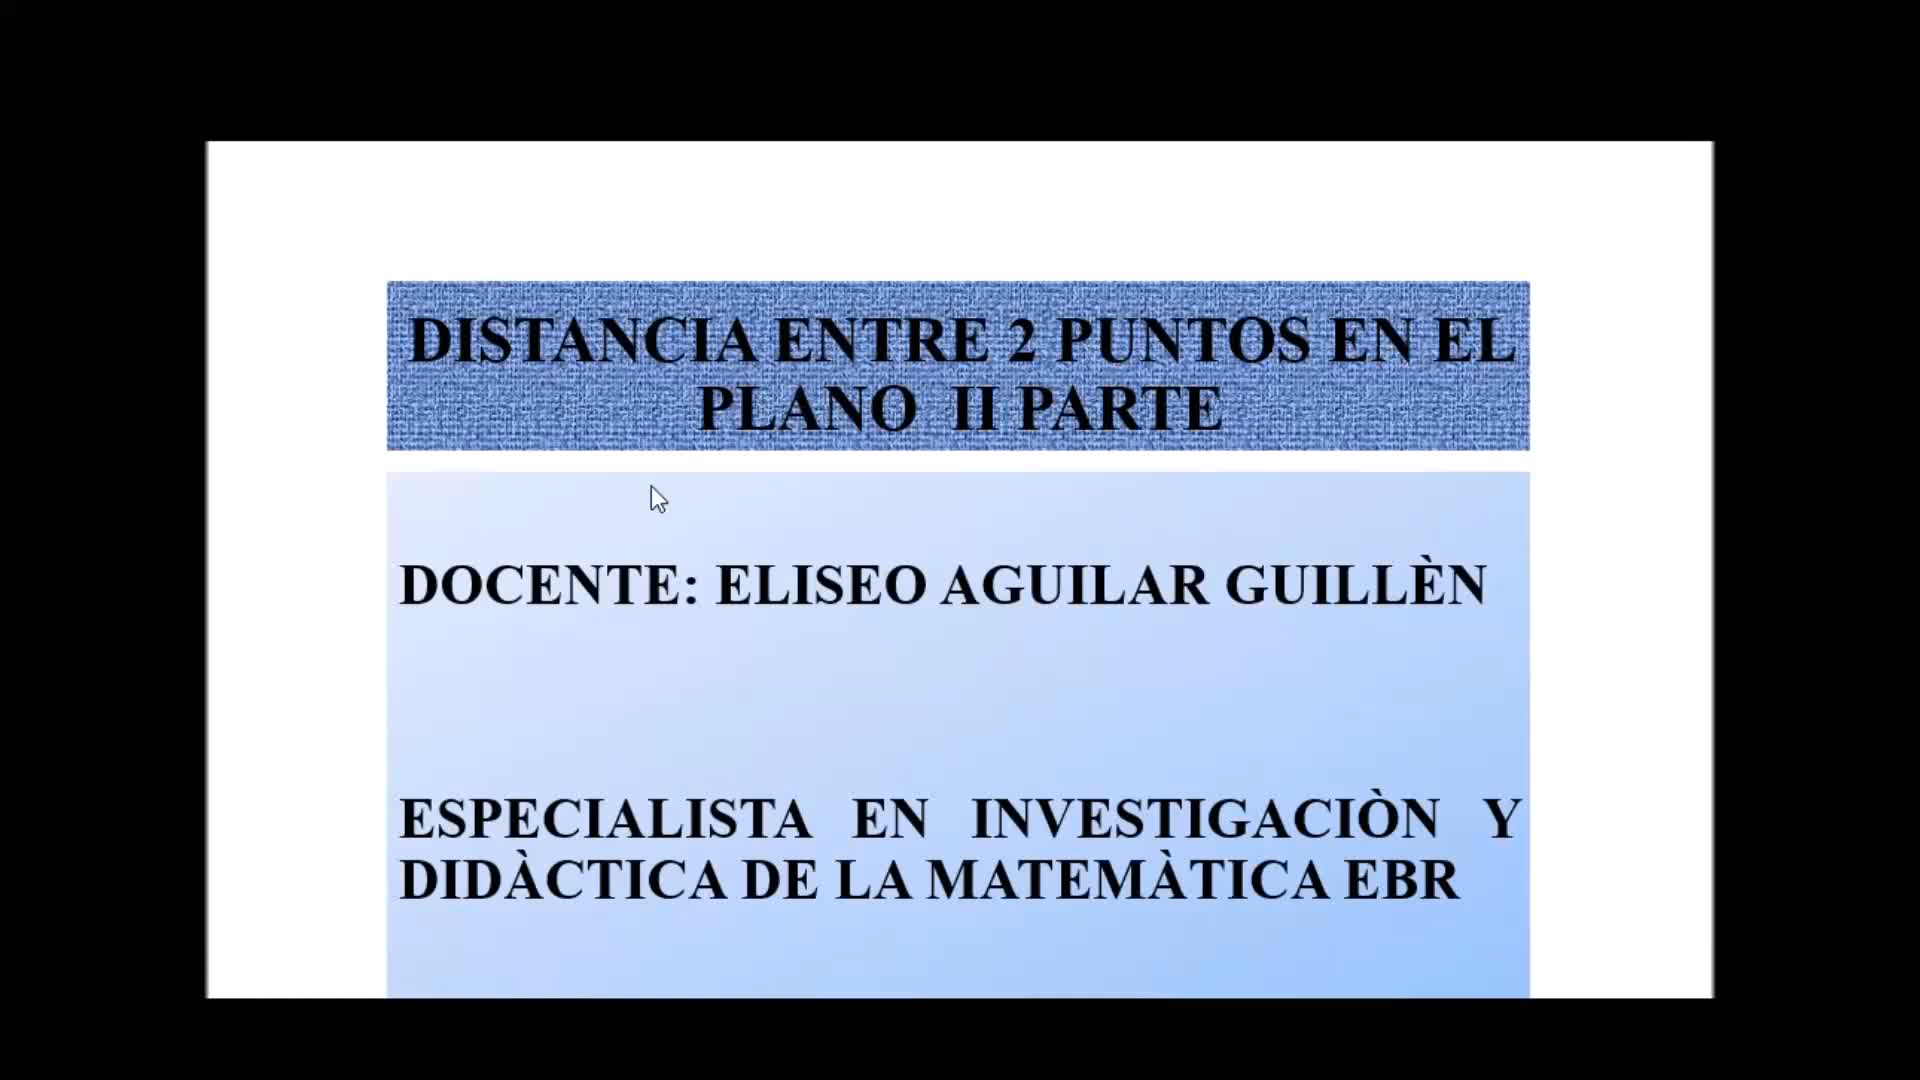 DISTANCIA ENTRE 2 PUNTOS EN EL
PLANO II PARTE
DOCENTE: ELISEO AGUILAR GUILLÈN
ESPECIALISTA EN INVESTIGACIÒN Y
DIDÀCTICA DE LA MATEMÀTICA EBR